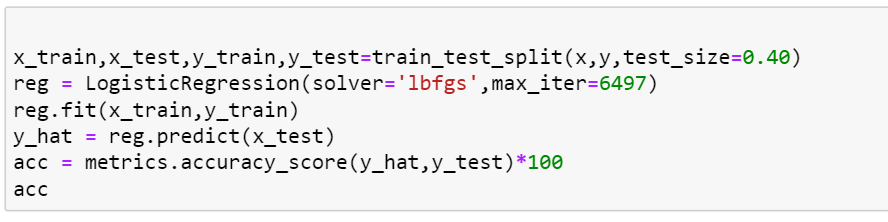 x_train,x_test,y_train,y_test=train_test_split(x,y,test_size=0.40)
reg = LogisticRegression(solver='lbfgs',max_iter=6497)
reg.fit(x_train,y_train)
y_hat = reg.predict(x_test)
acc = metrics.accuracy_score(y_hat,y_test)*100
acc